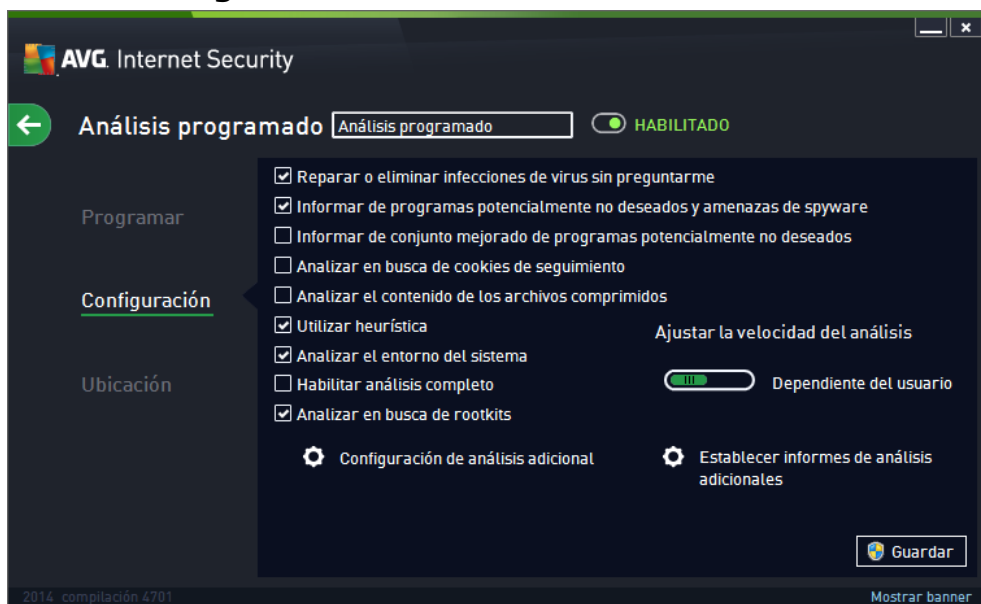 AVG. Internet Security
Análisis programado
Análisis programado
HABILITADO
Programar
Configuración
Ubicación
Reparar o eliminar infecciones de virus sin preguntarme
Informar de programas potencialmente no deseados y amenazas de spyware
Informar de conjunto mejorado de programas potencialmente no deseados
Analizar en busca de cookies de seguimiento
Analizar el contenido de los archivos comprimidos
Utilizar heurística
Analizar el entorno del sistema
Habilitar análisis completo
Analizar en busca de rootkits
Ajustar la velocidad del análisis
Dependiente del usuario
Configuración de análisis adicional
Establecer informes de análisis
adicionales
Guardar
2014 compilación 4701
Mostrar banner